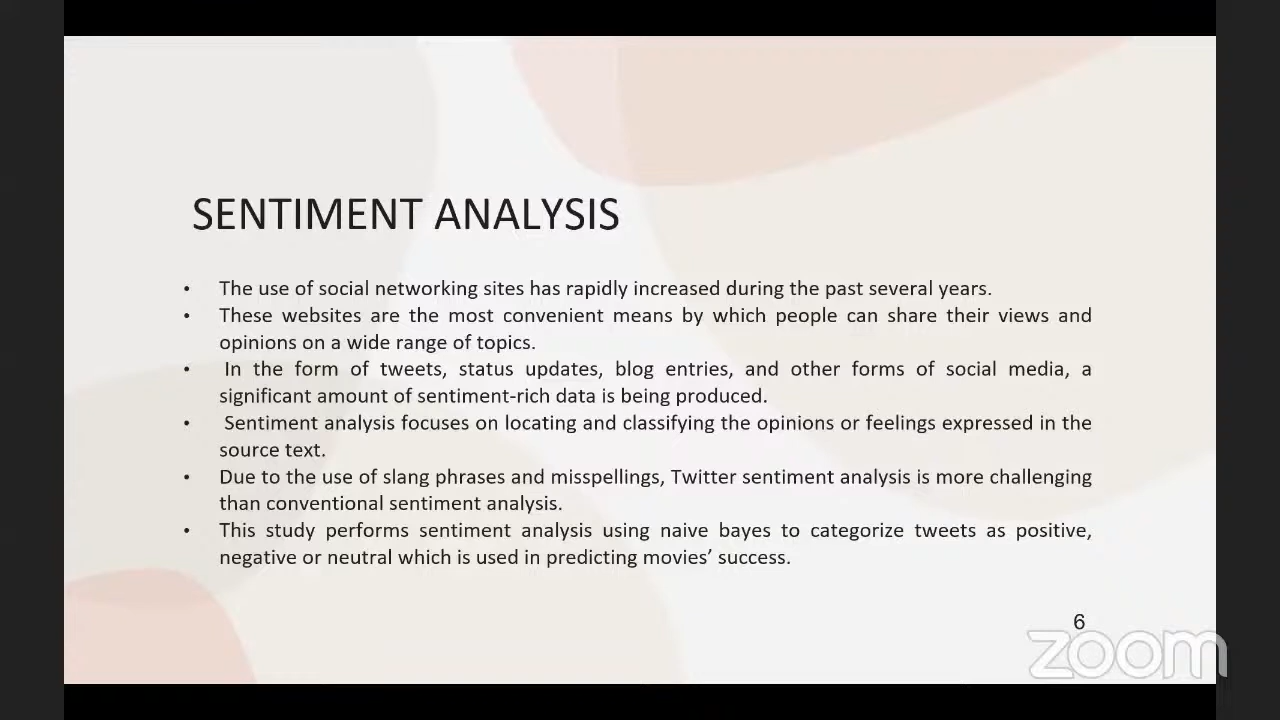 SENTIMENT ANALYSIS
• The use of social networking sites has rapidly increased during the past several years.
• These websites are the most convenient means by which people can share their views and
opinions on a wide range of topics.
• In the form of tweets, status updates, blog entries, and other forms of social media, a
significant amount of sentiment-rich data is being produced.
• Sentiment analysis focuses on locating and classifying the opinions or feelings expressed in the
source text.
• Due to the use of slang phrases and misspellings, Twitter sentiment analysis is more challenging
than conventional sentiment analysis.
• This study performs sentiment analysis using naive bayes to categorize tweets as positive,
negative or neutral which is used in predicting movies’ success.
6
zoom